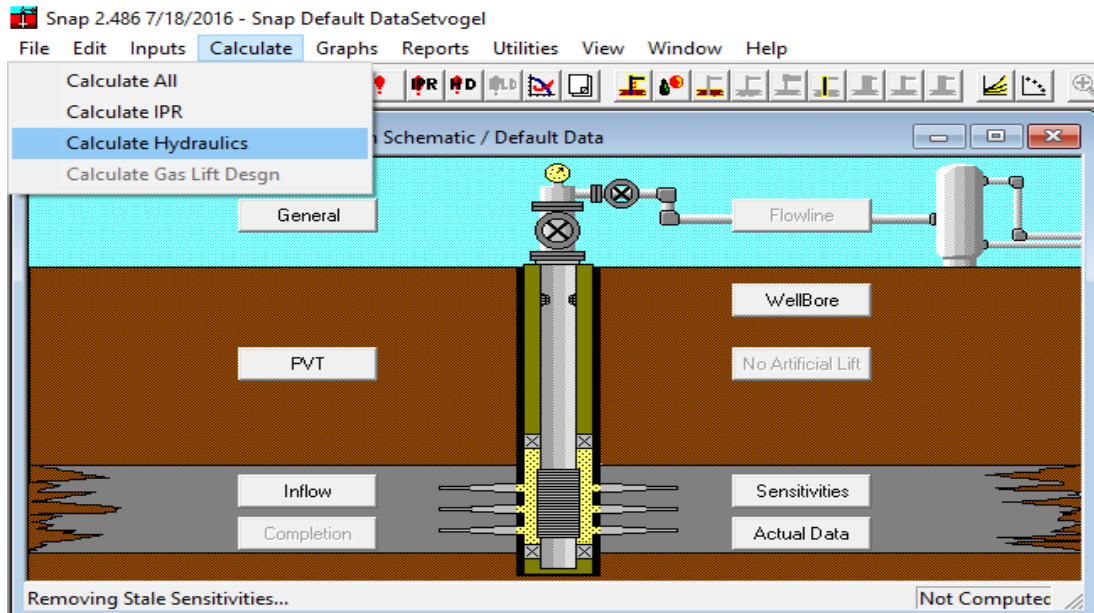 Snap 2.486 7/18/2016 - Snap Default DataSetvogel
File Edit Inputs Calculate Graphs Reports Utilities View Window Help
Calculate All
IPR
Calculate IPR
Calculate Hydraulics
Schematic / Default Data
Calculate Gas Lift Desgn
General
Flowline
WellBore
PVT
No Artificial Lift
Inflow
Sensitivities
Completion
Actual Data
Removing Stale Sensitivities...
Not Computed